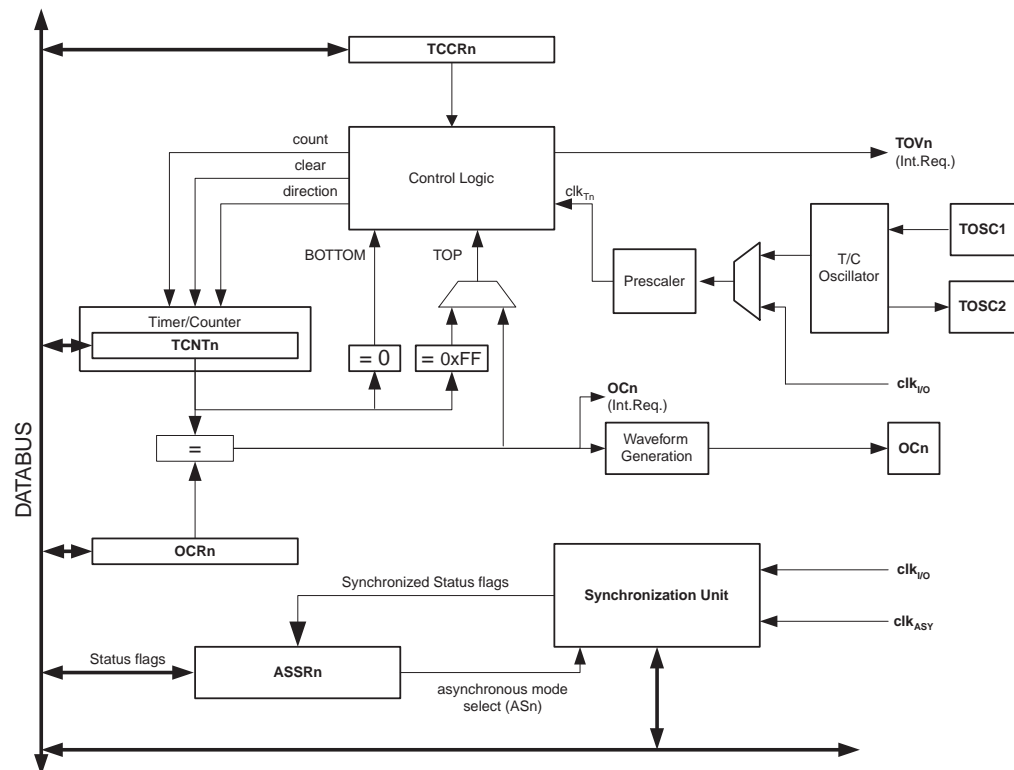 TCCRn
count
clear
direction
Control Logic
TOVn
(Int.Req.)
clkTn
TOSC1
T/C
Oscillator
TOSC2
Prescaler
BOTTOM
TOP
Timer/Counter
TCNTn
= 0
= 0xFF
clkI/O
OCn
(Int.Req.)
=
Waveform
Generation
OCn
DATABUS
OCRn
Synchronized Status flags
Synchronization Unit
clkI/O
clkASY
Status flags
ASSRn
asynchronous mode
select (ASn)